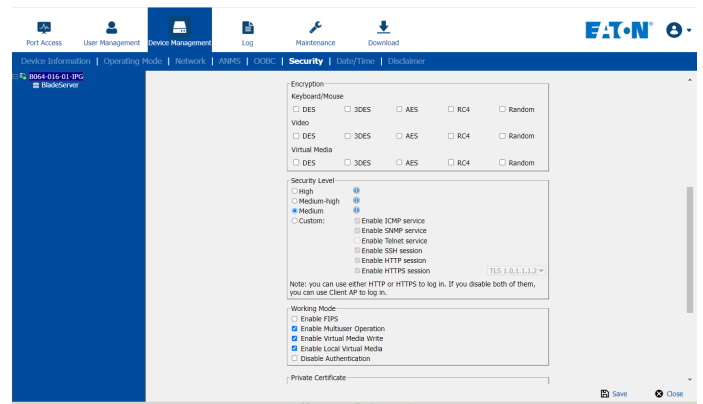 Port Access User Management Device Management Log Maintenance Download
EATON
Device Information | Operating Mode | Network | ANMS | OOBC | Security | Date/Time | Disclaimer
B064-016-01-IPG
BladeServer
Encryption
Keyboard/Mouse
DES 3DES AES RC4 Random
Video
DES 3DES AES RC4 Random
Virtual Media
DES 3DES AES RC4 Random
Security Level
High
Medium-high
Medium
Custom: Enable ICMP service
Enable SNMP service
Enable Telnet service
Enable SSH session
Enable HTTP session
Enable HTTPS session TLS 1.0,1.1,1.2
Note: you can use either HTTP or HTTPS to log in. If you disable both of them,
you can use Client AP to log in.
Working Mode
Enable FIPS
Enable Multiuser Operation
Enable Virtual Media Write
Enable Local Virtual Media
Disable Authentication
Private Certificate
Save Close